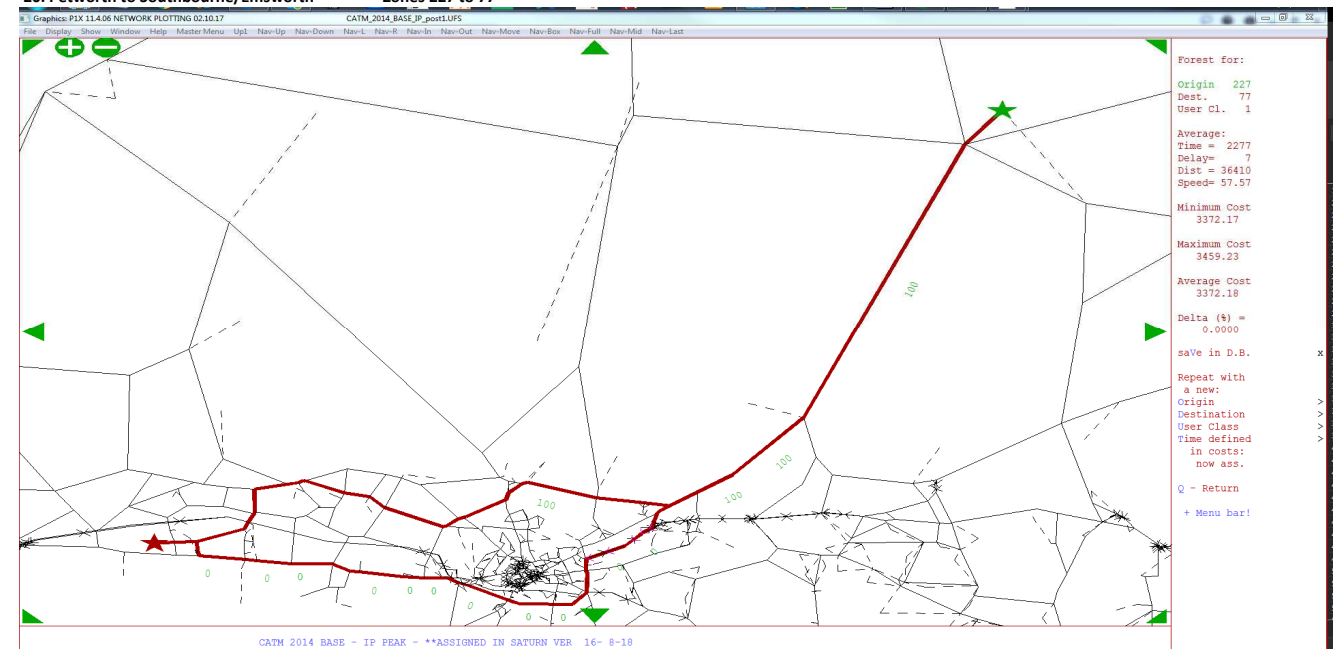 Graphics: P1X 11.4.06 NETWORK PLOTTING 02.10.17 CATM_2014_BASE_IP_post1.UFS
File Display Show Window Help Master Menu Up1 Nav-Up Nav-Down Nav-L Nav-R Nav-In Nav-Out Nav-Move Nav-Box Nav-Full Nav-Mid Nav-Last
Forest for:
Origin 227
Dest. 77
User Cl. 1
Average:
Time = 2277
Delay= 7
Dist = 36410
Speed= 57.57
Minimum Cost
3372.17
Maximum Cost
3459.23
Average Cost
3372.18
Delta (%) =
0.0000
saVe in D.B. x
Repeat with
a new:
Origin >
Destination >
User Class >
Time defined >
in costs:
now ass.
Q - Return
+ Menu bar!
100
100
100
100
0
0
0
0
0
0
0
0
0
0
0
CATM 2014 BASE - IP PEAK - **ASSIGNED IN SATURN VER 16- 8-18